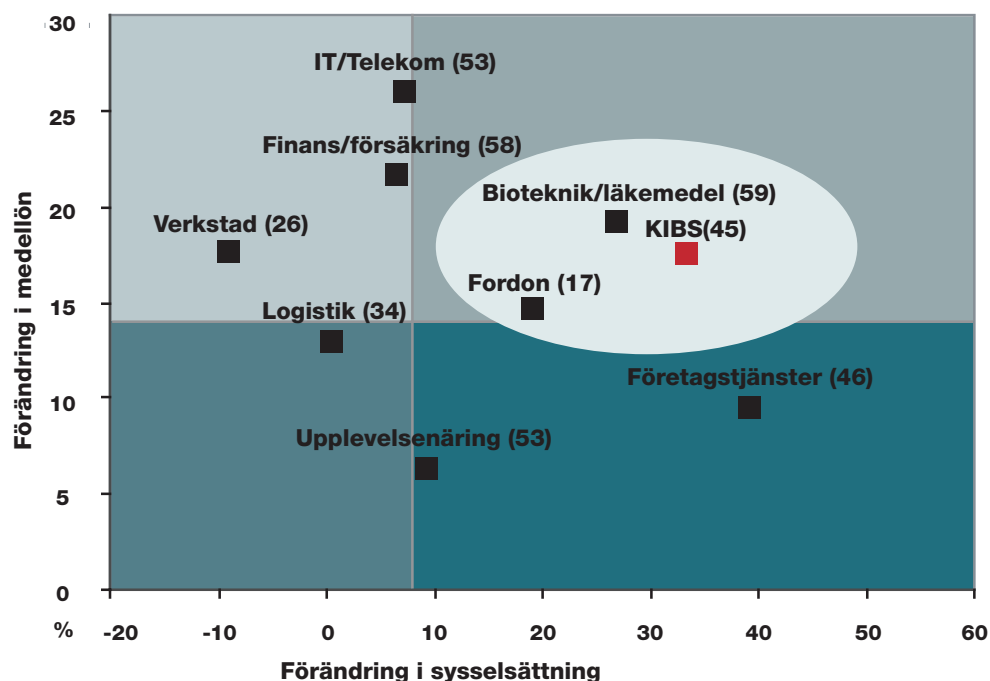 30
IT/Telekom (53)
25
Finans/försäkring (58)
20
Bioteknik/läkemedel (59)
Verkstad (26)
KIBS(45)
Fordon (17)
15
Logistik (34)
Företagstjänster (46)
10
Upplevelsenäring (53)
5
0
Förändring i medellön
% -20 -10 0 10 20 30 40 50 60
Förändring i sysselsättning